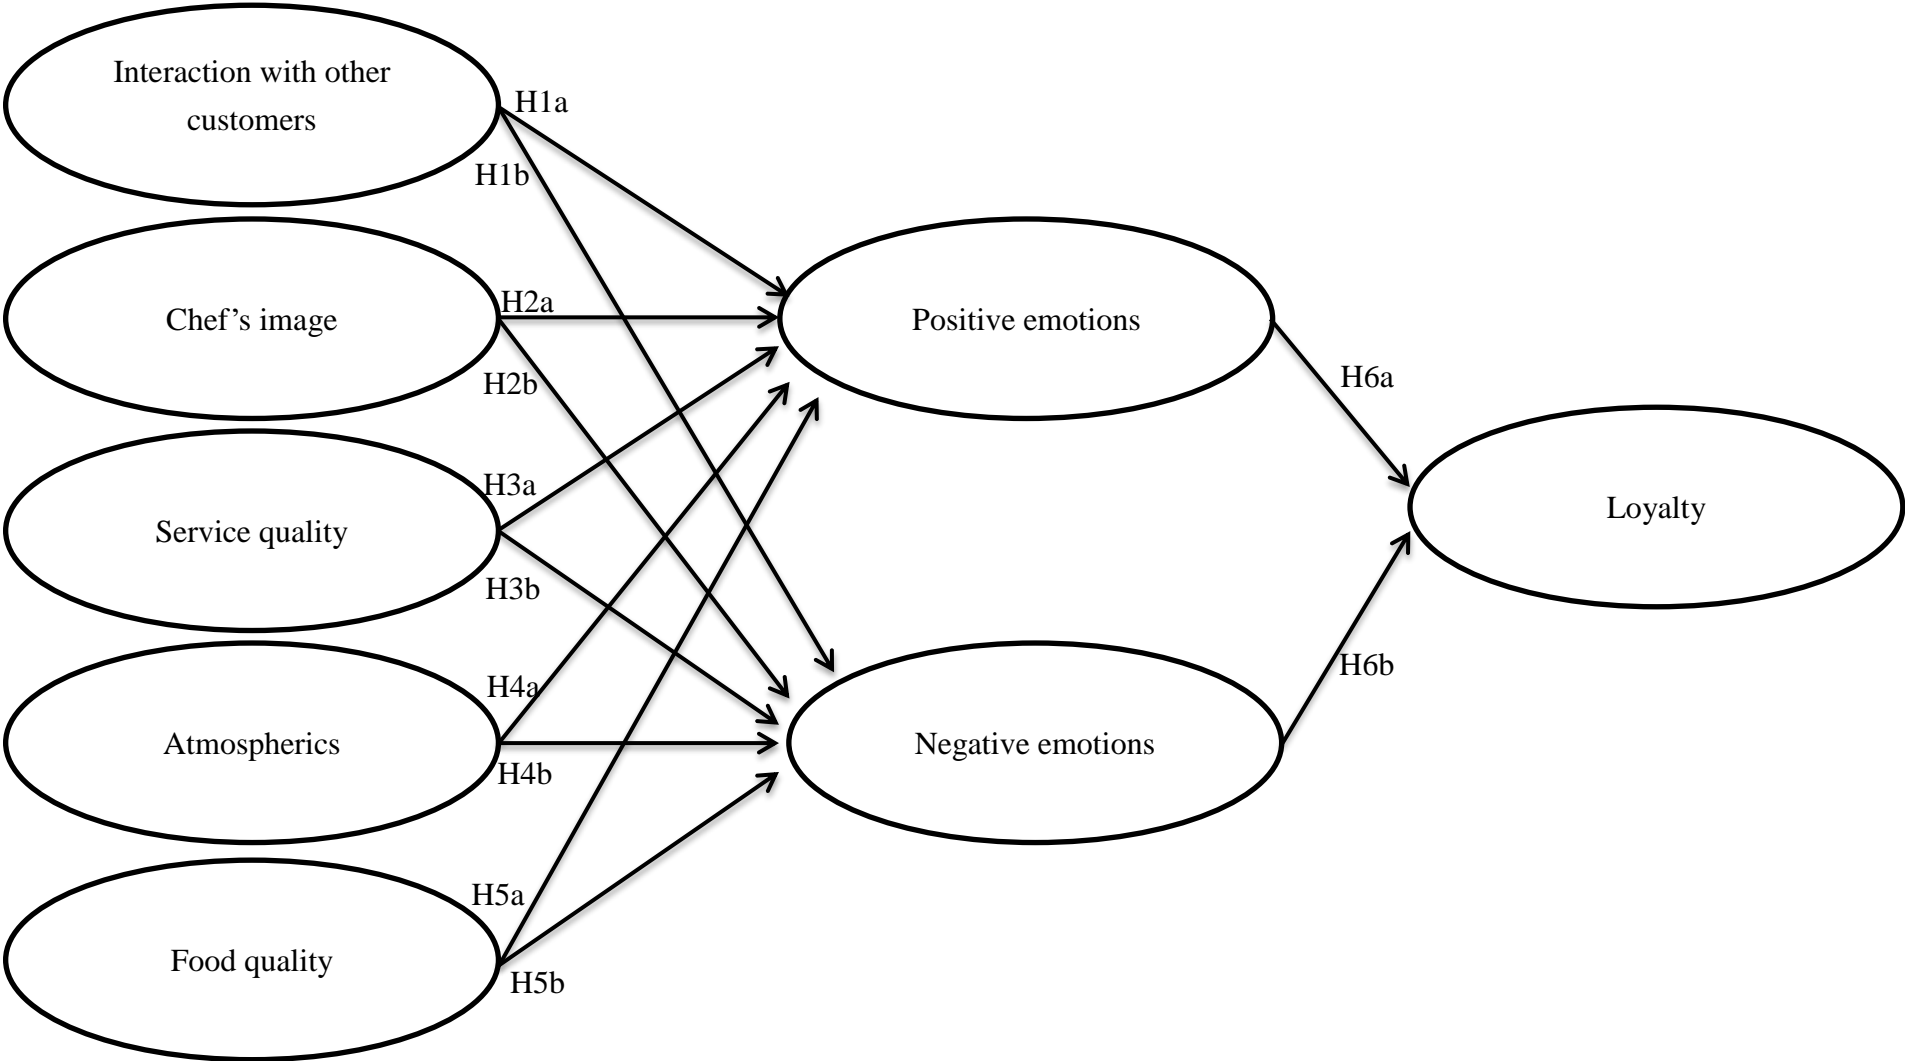 Interaction with other
customers
H1a
H1b
Chef's image
H2a
H2b
Positive emotions
H6a
Service quality
H3a
H3b
Loyalty
Atmospherics
H4a
H4b
Negative emotions
H6b
Food quality
H5a
H5b